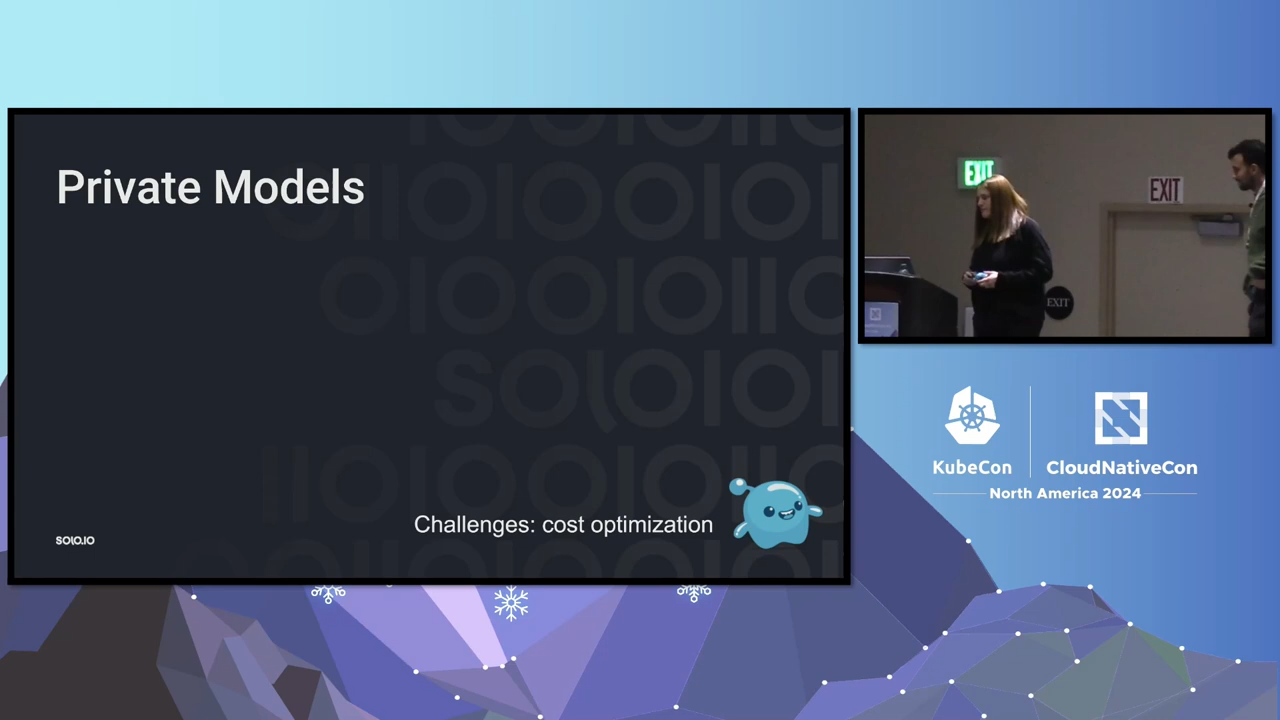 Private Models
Challenges: cost optimization
solo.io
EXIT
EXIT
EXIT
KubeCon
CloudNativeCon
North America 2024